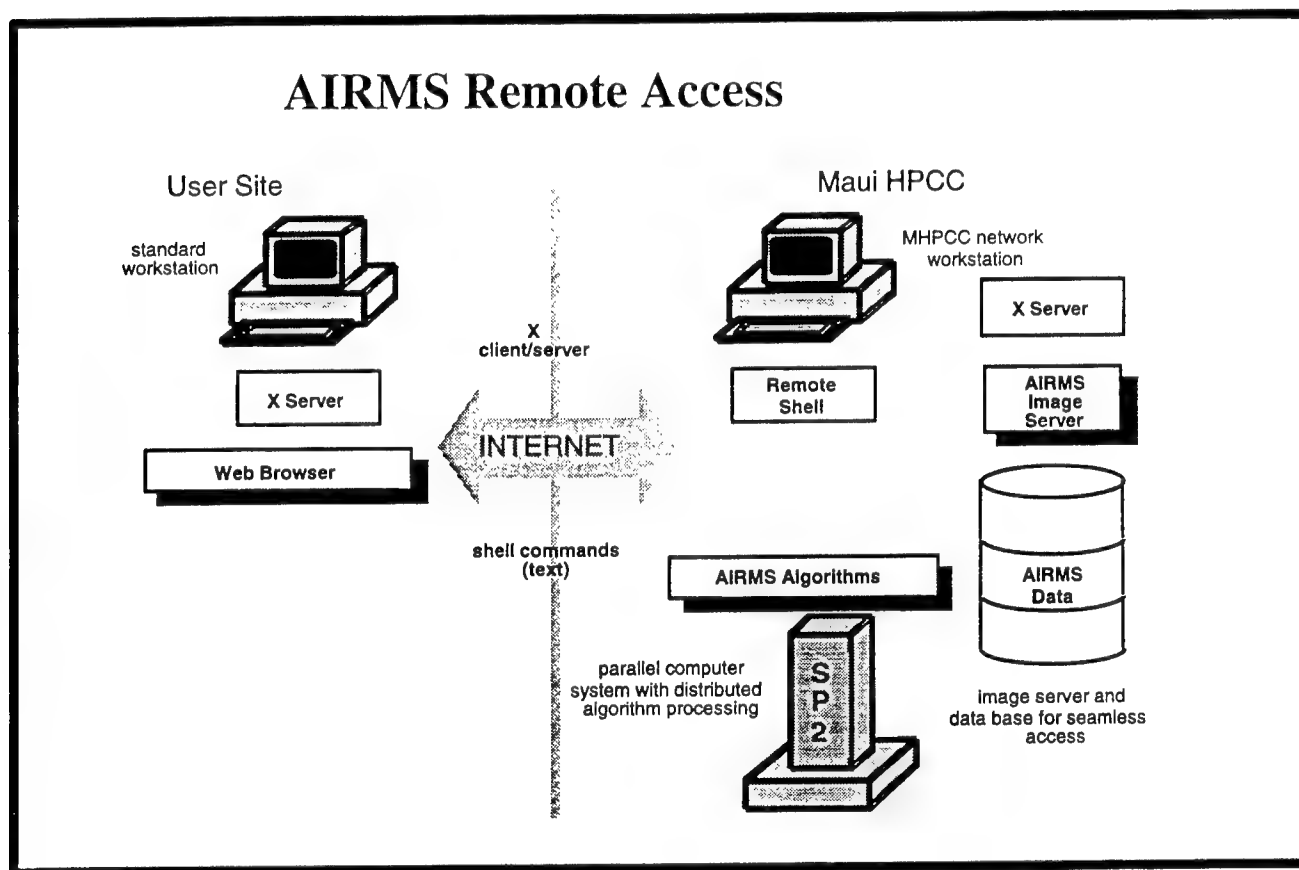 AIRMS Remote Access
User Site
standard
workstation
X Server
Web Browser
X
client/server
INTERNET
shell commands
(text)
Maui HPCC
MHPCC network
workstation
X Server
Remote
Shell
AIRMS
Image
Server
AIRMS Algorithms
AIRMS
Data
parallel computer
system with distributed
algorithm processing
S
P
2
image server and
data base for seamless
access